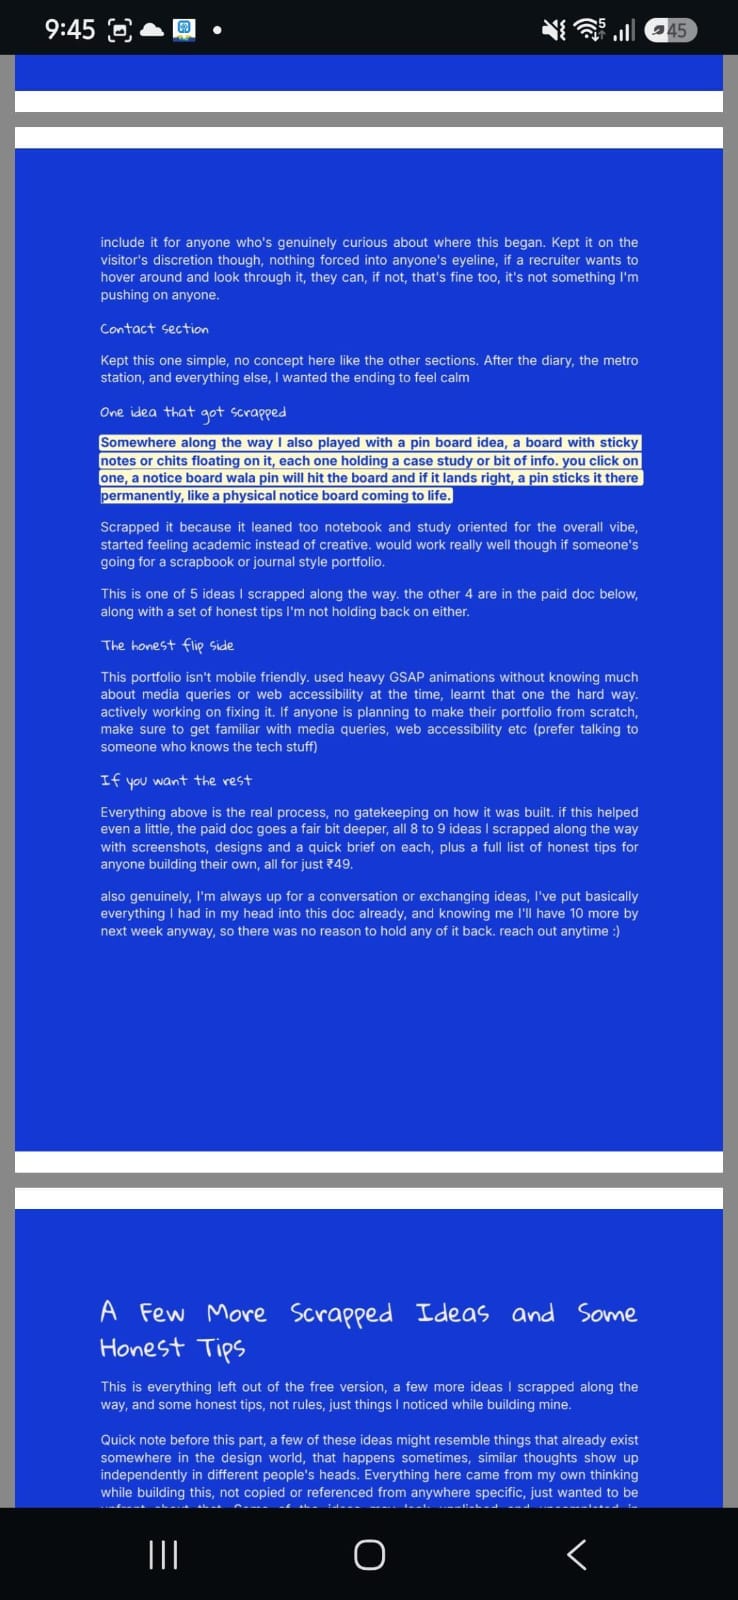 9:45
5
45
include it for anyone who's genuinely curious about where this began. Kept it on the
visitor's discretion though, nothing forced into anyone's eyeline, if a recruiter wants to
hover around and look through it, they can, if not, that's fine too, it's not something I'm
pushing on anyone.
Contact section
Kept this one simple, no concept here like the other sections. After the diary, the metro
station, and everything else, I wanted the ending to feel calm
One idea that got scrapped
Somewhere along the way I also played with a pin board idea, a board with sticky
notes or chits floating on it, each one holding a case study or bit of info. you click on
one, a notice board wala pin will hit the board and if it lands right, a pin sticks it there
permanently, like a physical notice board coming to life.
Scrapped it because it leaned too notebook and study oriented for the overall vibe,
started feeling academic instead of creative. would work really well though if someone's
going for a scrapbook or journal style portfolio.
This is one of 5 ideas I scrapped along the way. the other 4 are in the paid doc below,
along with a set of honest tips I'm not holding back on either.
The honest flip side
This portfolio isn't mobile friendly. used heavy GSAP animations without knowing much
about media queries or web accessibility at the time, learnt that one the hard way.
actively working on fixing it. If anyone is planning to make their portfolio from scratch,
make sure to get familiar with media queries, web accessibility etc (prefer talking to
someone who knows the tech stuff)
If you want the rest
Everything above is the real process, no gatekeeping on how it was built. if this helped
even a little, the paid doc goes a fair bit deeper, all 8 to 9 ideas I scrapped along the way
with screenshots, designs and a quick brief on each, plus a full list of honest tips for
anyone building their own, all for just ₹49.
also genuinely, I'm always up for a conversation or exchanging ideas, I've put basically
everything I had in my head into this doc already, and knowing me I'll have 10 more by
next week anyway, so there was no reason to hold any of it back. reach out anytime :)
A Few More Scrapped Ideas and Some
Honest Tips
This is everything left out of the free version, a few more ideas I scrapped along the
way, and some honest tips, not rules, just things I noticed while building mine.
Quick note before this part, a few of these ideas might resemble things that already exist
somewhere in the design world, that happens sometimes, similar thoughts show up
independently in different people's heads. Everything here came from my own thinking
while building this, not copied or referenced from anywhere specific, just wanted to be